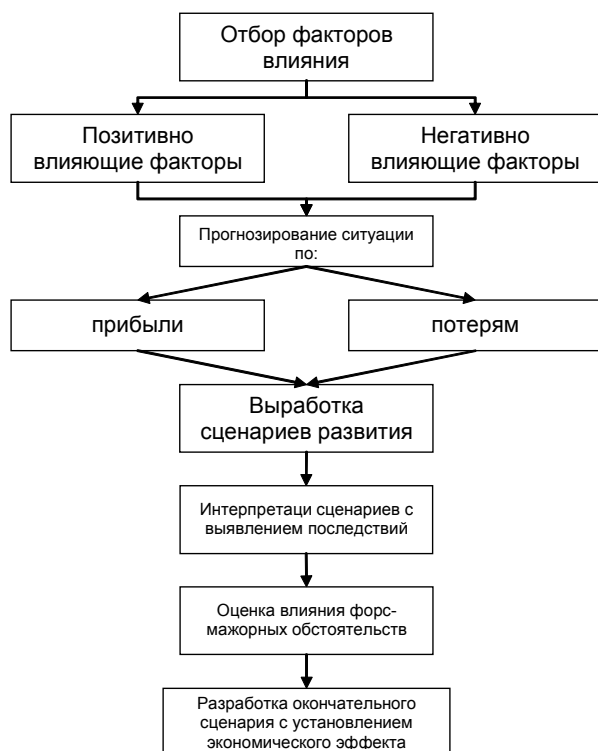 Отбор факторов
влияния
Позитивно
влияющие факторы
Негативно
влияющие факторы
Прогнозирование ситуации
по:
прибыли
потерям
Выработка
сценариев развития
Интерпретаци сценариев с
выявлением последствий
Оценка влияния форс-
мажорных обстоятельств
Разработка окончательного
сценария с установлением
экономического эффекта